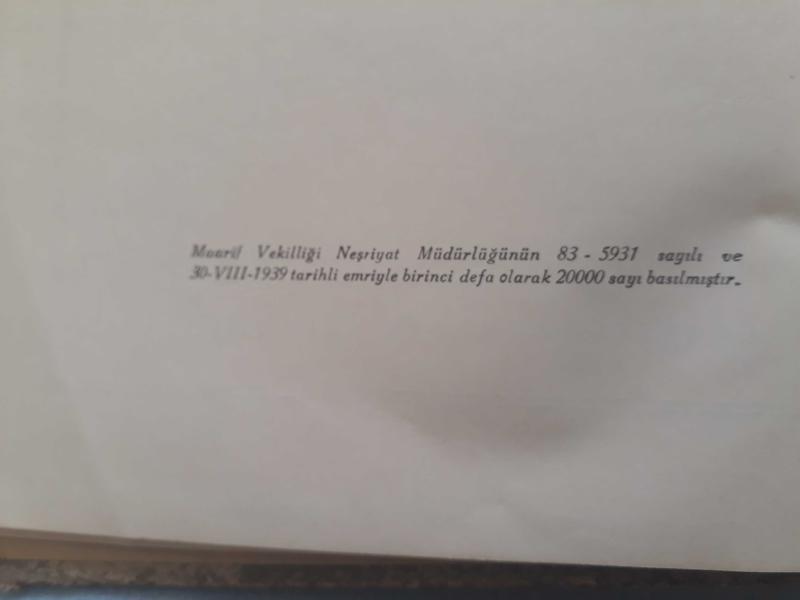 Maarif Vekilliği Neşriyat Müdürlüğünün 83 - 5931 sayılı ve
30-VIII-1939 tarihli emriyle birinci defa olarak 20000 sayı basılmıştır.